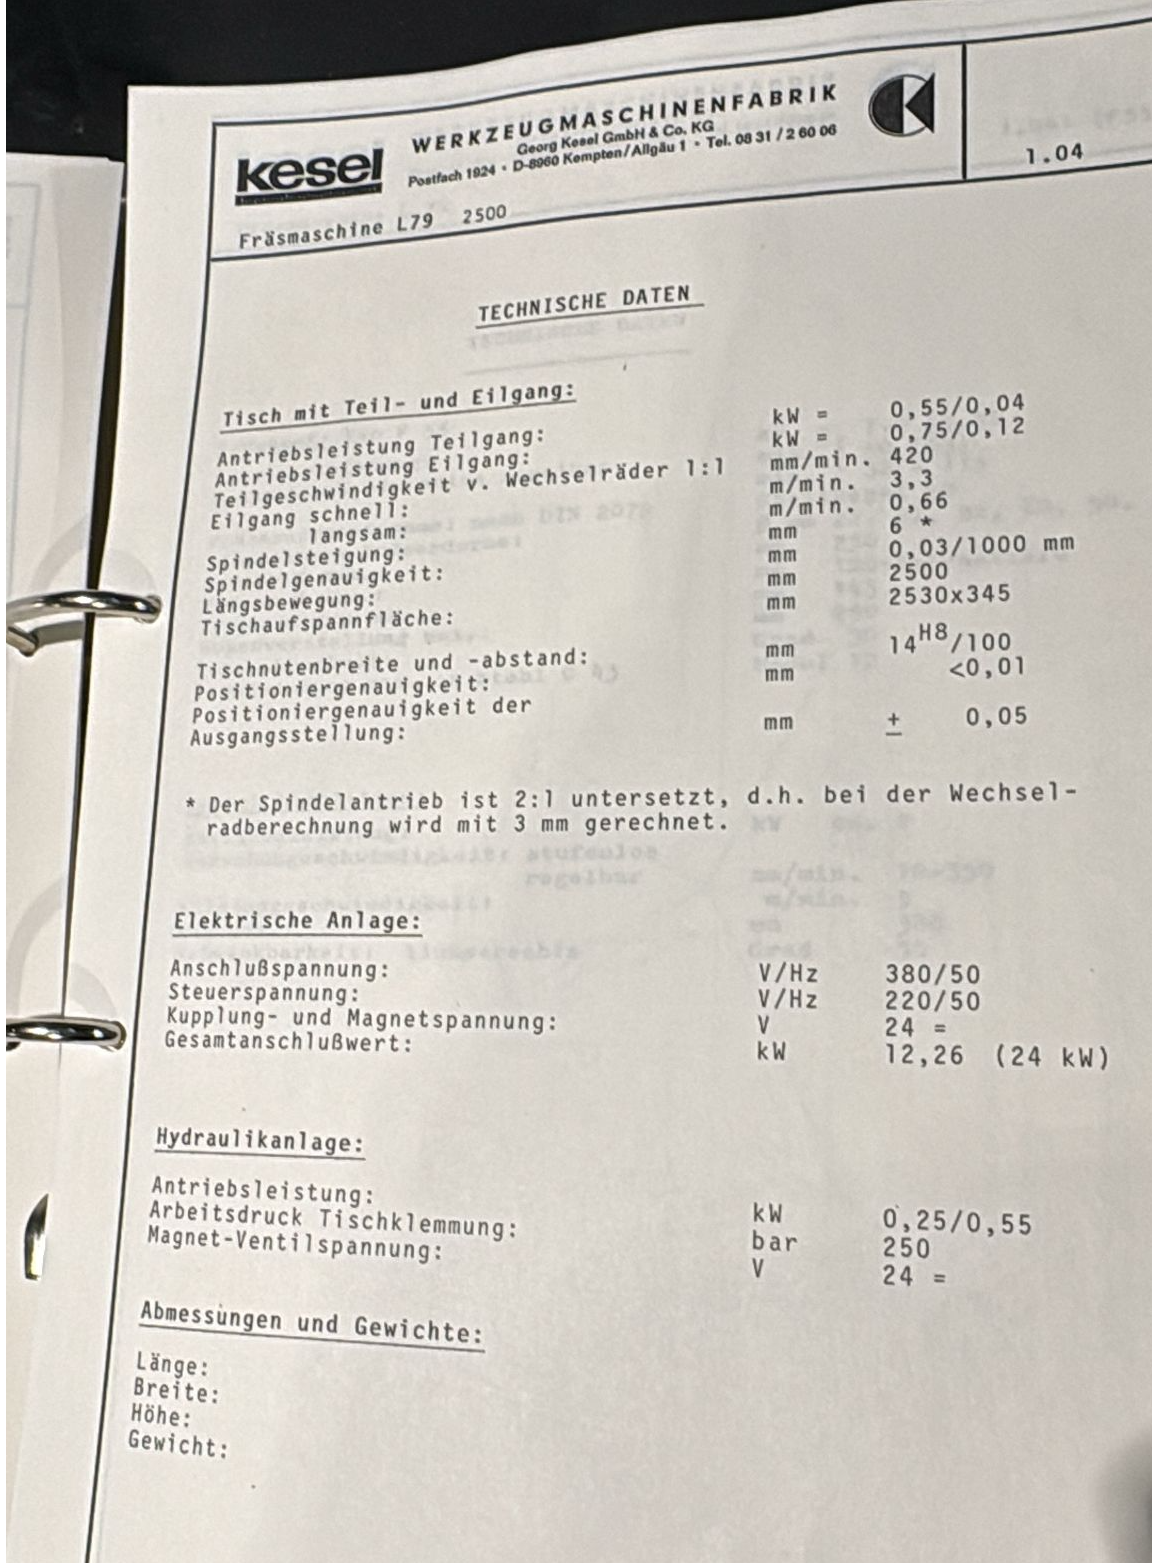 kesel
WERKZEUGMASCHINENFABRIK
Georg Kesel GmbH & Co. KG
Postfach 1924 · D-8960 Kempten/Allgäu 1 · Tel. 08 31 / 2 60 06
1.04
Fräsmaschine L79 2500
TECHNISCHE DATEN
Tisch mit Teil- und Eilgang:
Antriebsleistung Teilgang: kW = 0,55/0,04
Antriebsleistung Eilgang: kW = 0,75/0,12
Teilgeschwindigkeit v. Wechselräder 1:1 mm/min. 420
Eilgang schnell: m/min. 3,3
langsam: m/min. 0,66
Spindelsteigung: mm 6 *
Spindelgenauigkeit: mm 0,03/1000 mm
Längsbewegung: mm 2500
Tischaufspannfläche: mm 2530x345
Tischnutenbreite und -abstand: mm 14H8/100
Positioniergenauigkeit: mm <0,01
Positioniergenauigkeit der
Ausgangsstellung: mm ± 0,05
* Der Spindelantrieb ist 2:1 untersetzt, d.h. bei der Wechsel-
radberechnung wird mit 3 mm gerechnet.
Elektrische Anlage:
Anschlußspannung: V/Hz 380/50
Steuerspannung: V/Hz 220/50
Kupplung- und Magnetspannung: V 24 =
Gesamtanschlußwert: kW 12,26 (24 kW)
Hydraulikanlage:
Antriebsleistung: kW 0,25/0,55
Arbeitsdruck Tischklemmung: bar 250
Magnet-Ventilspannung: V 24 =
Abmessungen und Gewichte:
Länge:
Breite:
Höhe:
Gewicht: